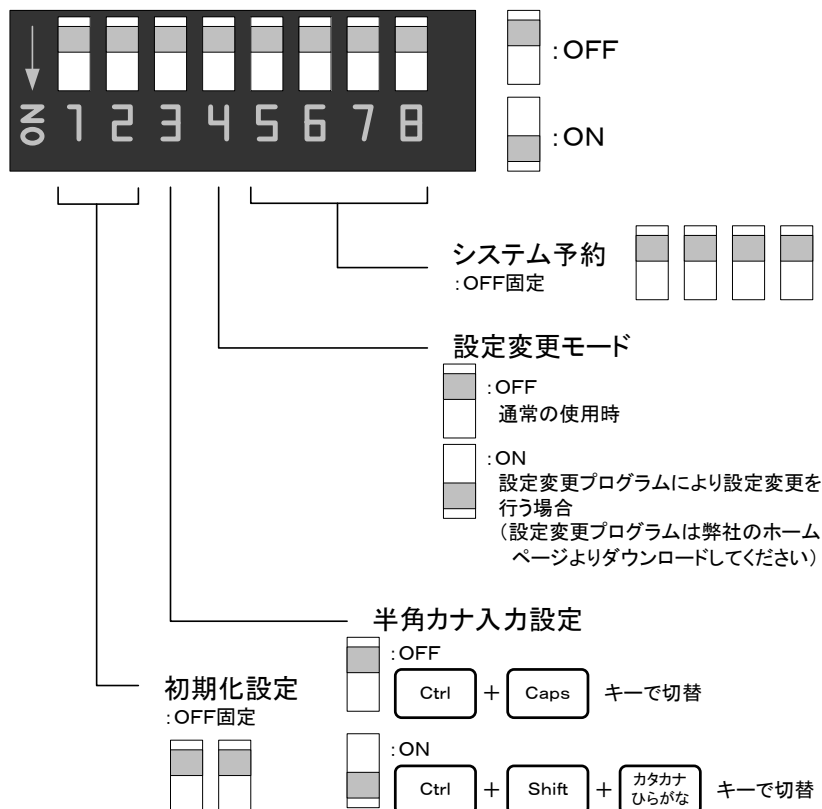 :OFF
ON 1 2 3 4 5 6 7 8
:ON
システム予約
:OFF固定
設定変更モード
:OFF
通常の使用時
:ON
設定変更プログラムにより設定変更を
行う場合
(設定変更プログラムは弊社のホーム
ページよりダウンロードしてください)
半角カナ入力設定
:OFF
Ctrl + Caps キーで切替
初期化設定
:OFF固定
:ON
Ctrl + Shift + カタカナ
ひらがな キーで切替